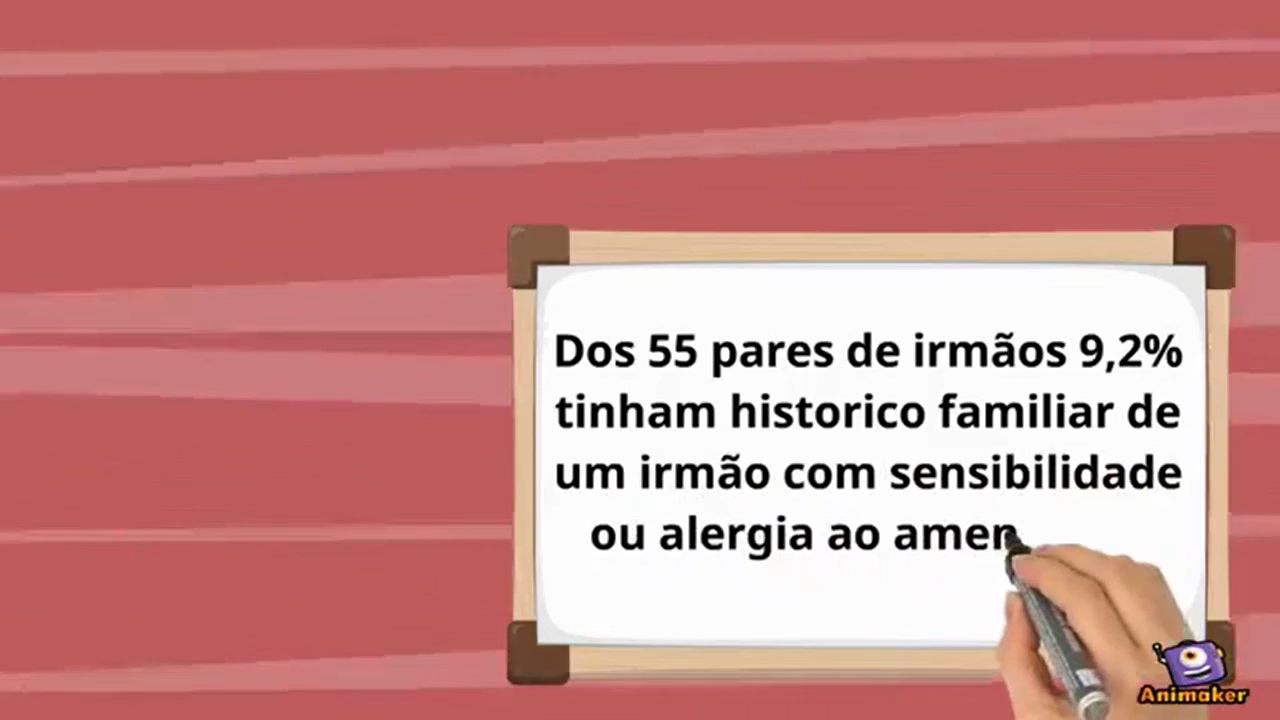 Dos 55 pares de irmãos 9,2%
tinham historico familiar de
um irmão com sensibilidade
ou alergia ao amen
Animaker